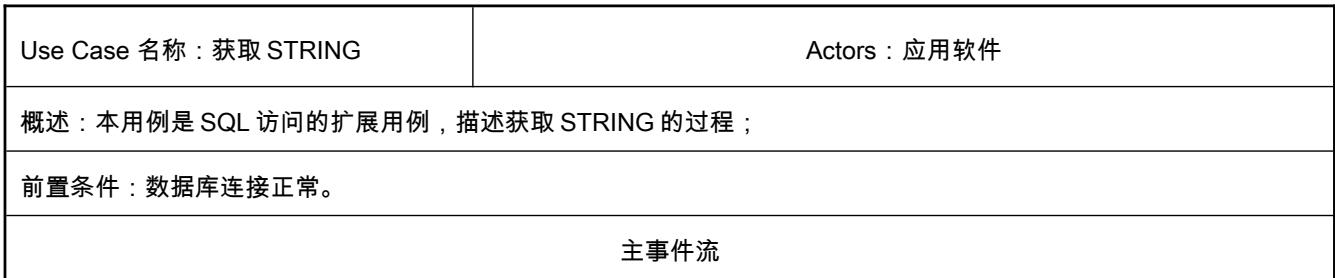 Use Case 名称：获取 STRING
Actors：应用软件
概述：本用例是 SQL 访问的扩展用例，描述获取 STRING 的过程；
前置条件：数据库连接正常。
主事件流